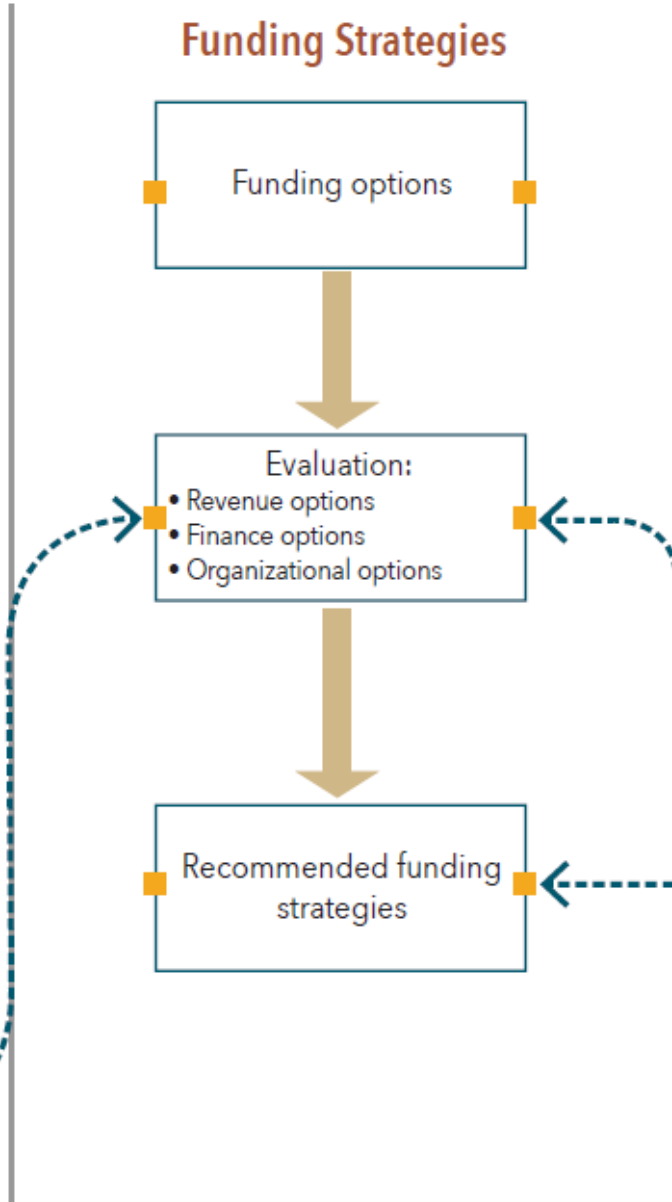 Funding Strategies
Funding options
Evaluation:
• Revenue options
• Finance options
• Organizational options
Recommended funding
strategies